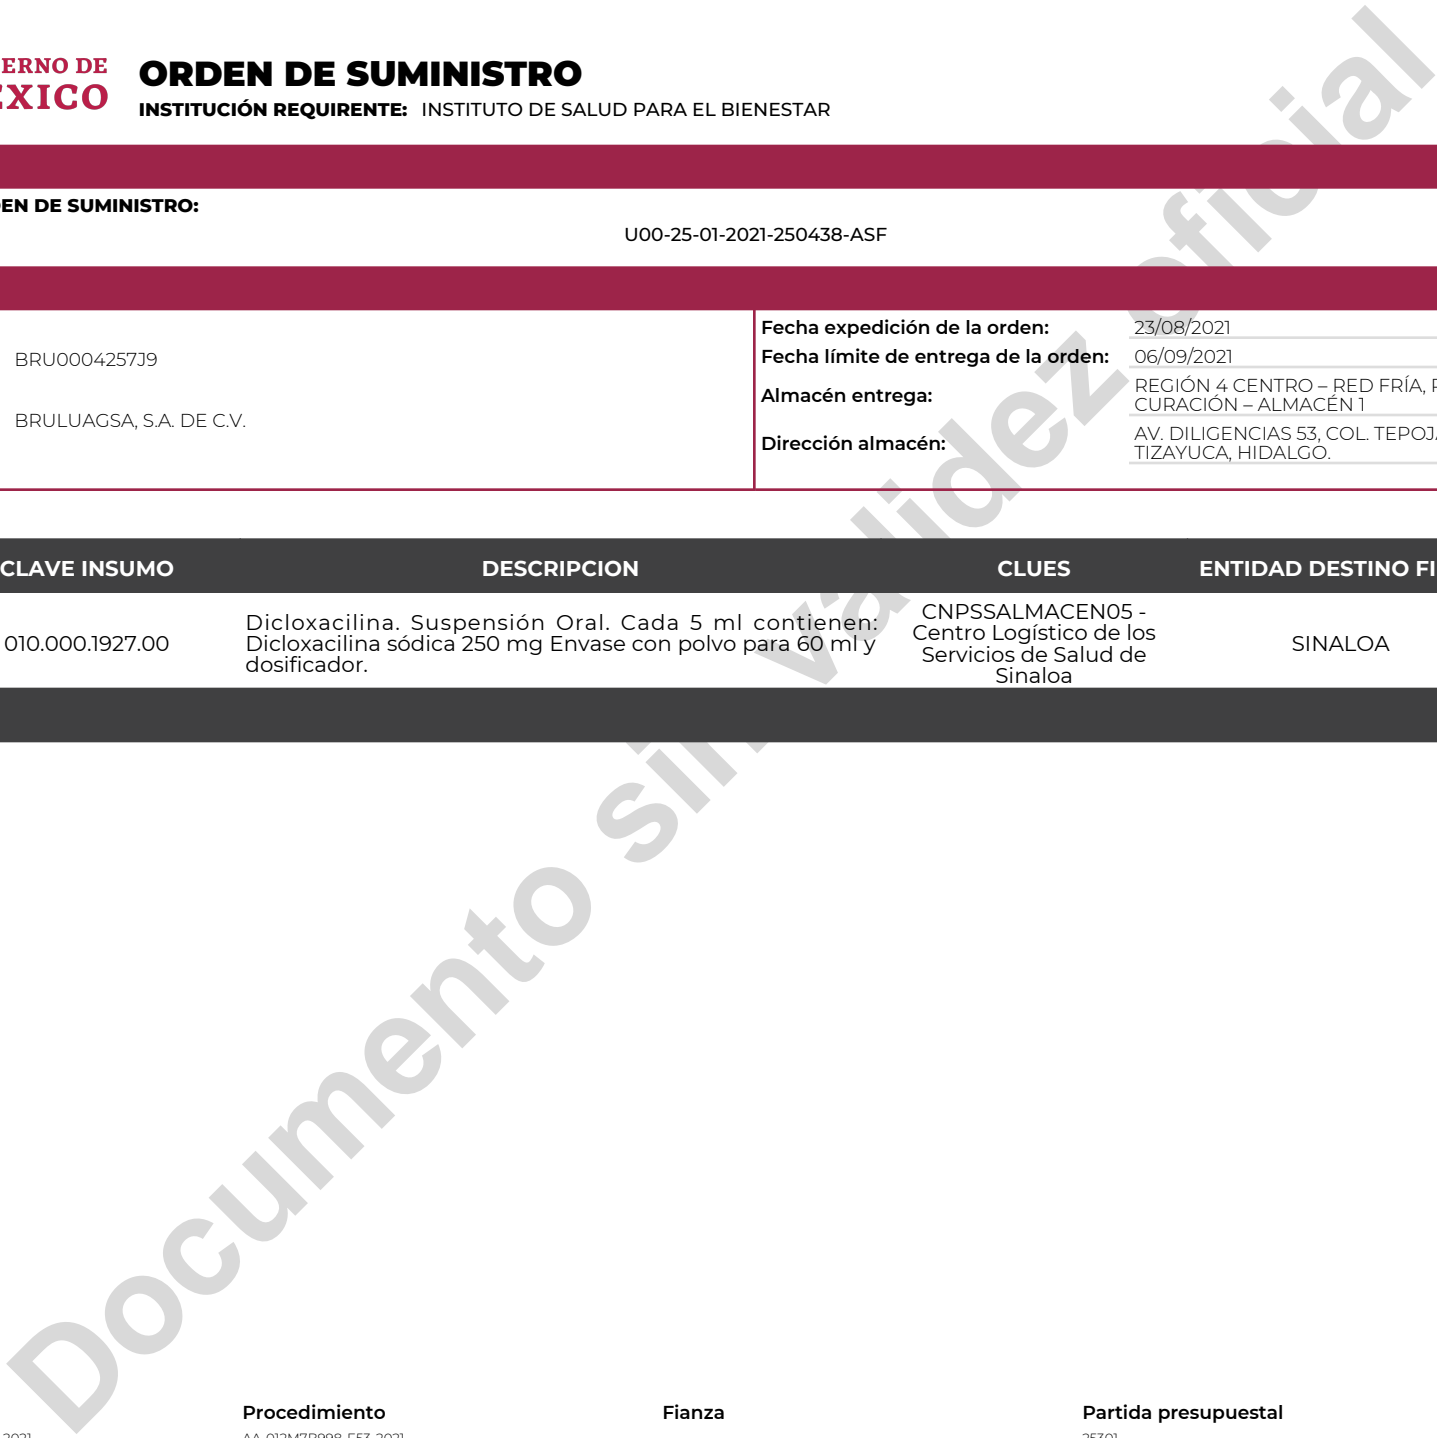 ERNO DE
ÉXICO
ORDEN DE SUMINISTRO
INSTITUCIÓN REQUIRENTE: INSTITUTO DE SALUD PARA EL BIENESTAR
EN DE SUMINISTRO:
U00-25-01-2021-250438-ASF
BRU0004257J9
BRULUAGSA, S.A. DE C.V.
Fecha expedición de la orden: 23/08/2021
Fecha límite de entrega de la orden: 06/09/2021
Almacén entrega: REGIÓN 4 CENTRO – RED FRÍA,
CURACIÓN – ALMACÉN 1
Dirección almacén: AV. DILIGENCIAS 53, COL. TEPOJ
TIZAYUCA, HIDALGO.
CLAVE INSUMO DESCRIPCION CLUES ENTIDAD DESTINO FI
010.000.1927.00
Dicloxacilina. Suspensión Oral. Cada 5 ml contienen:
Dicloxacilina sódica 250 mg Envase con polvo para 60 ml y
dosificador.
CNPSSALMACEN05 -
Centro Logístico de los
Servicios de Salud de
Sinaloa
SINALOA
Documento sin validez oficial
Procedimiento Fianza Partida presupuestal